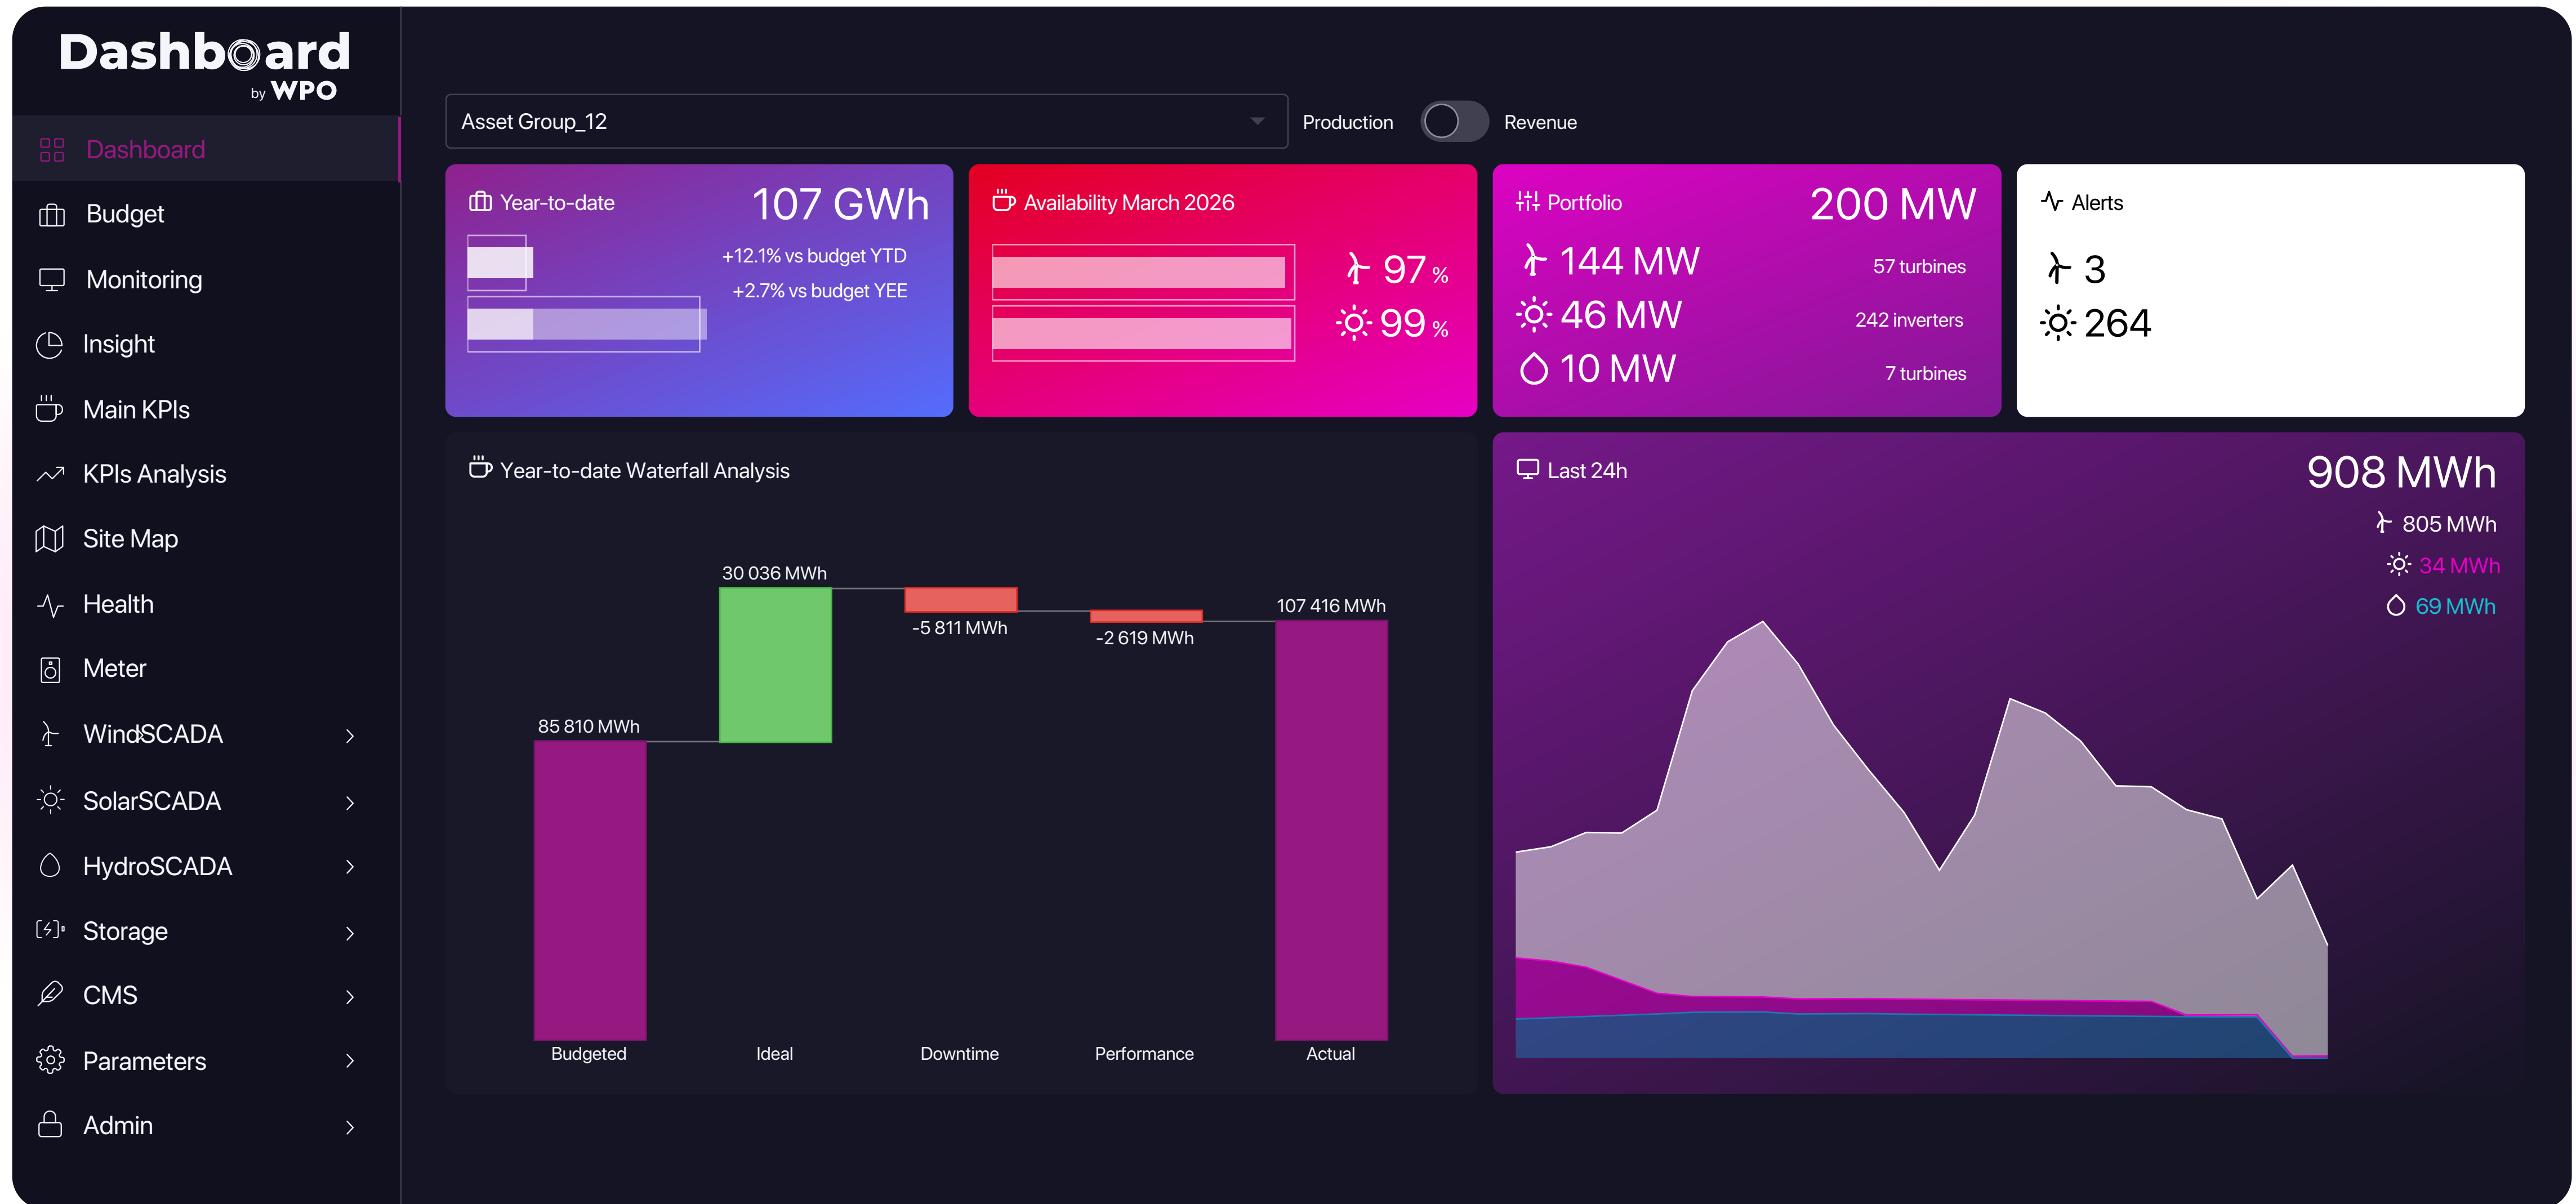 Dashboard
by WPO
Dashboard
Budget
Monitoring
Insight
Main KPIs
KPIs Analysis
Site Map
Health
Meter
WindSCADA
SolarSCADA
HydroSCADA
Storage
CMS
Parameters
Admin
Asset Group_12
Production
Revenue
Year-to-date
107 GWh
+12.1% vs budget YTD
+2.7% vs budget YEE
Availability March 2026
97 %
99 %
Portfolio
200 MW
144 MW
57 turbines
46 MW
242 inverters
10 MW
7 turbines
Alerts
3
264
Year-to-date Waterfall Analysis
30 036 MWh
-5 811 MWh
-2 619 MWh
107 416 MWh
85 810 MWh
Budgeted
Ideal
Downtime
Performance
Actual
Last 24h
908 MWh
805 MWh
34 MWh
69 MWh